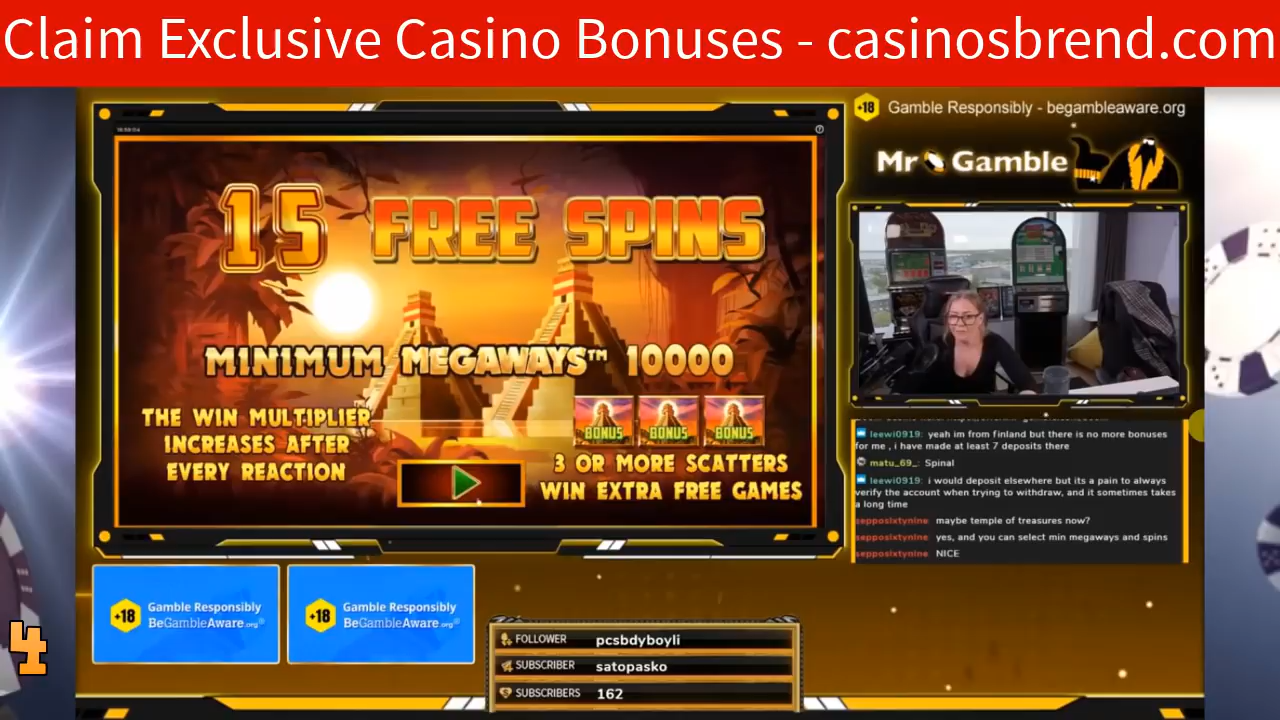 Claim Exclusive Casino Bonuses - casinosbrend.com
+18 Gamble Responsibly - begambleaware.org
Mr Gamble
15 FREE SPINS
MINIMUM MEGAWAYS™ 10000
THE WIN MULTIPLIER
INCREASES AFTER
EVERY REACTION
BONUS BONUS BONUS
3 OR MORE SCATTERS
WIN EXTRA FREE GAMES
leewi0919: yeah im from finland but there is no more bonuses
for me , i have made at least 7 deposits there
matu_69_: Spinal
leewi0919: i would deposit elsewhere but its a pain to always
verify the account when trying to withdraw, and it sometimes takes
a long time
sepposixtynine maybe temple of treasures now?
sepposixtynine yes, and you can select min megaways and spins
sepposixtynine NICE
+18 Gamble Responsibly
BeGambleAware.org®
+18 Gamble Responsibly
BeGambleAware.org®
4
FOLLOWER pcsbdyboyli
SUBSCRIBER satopasko
SUBSCRIBERS 162